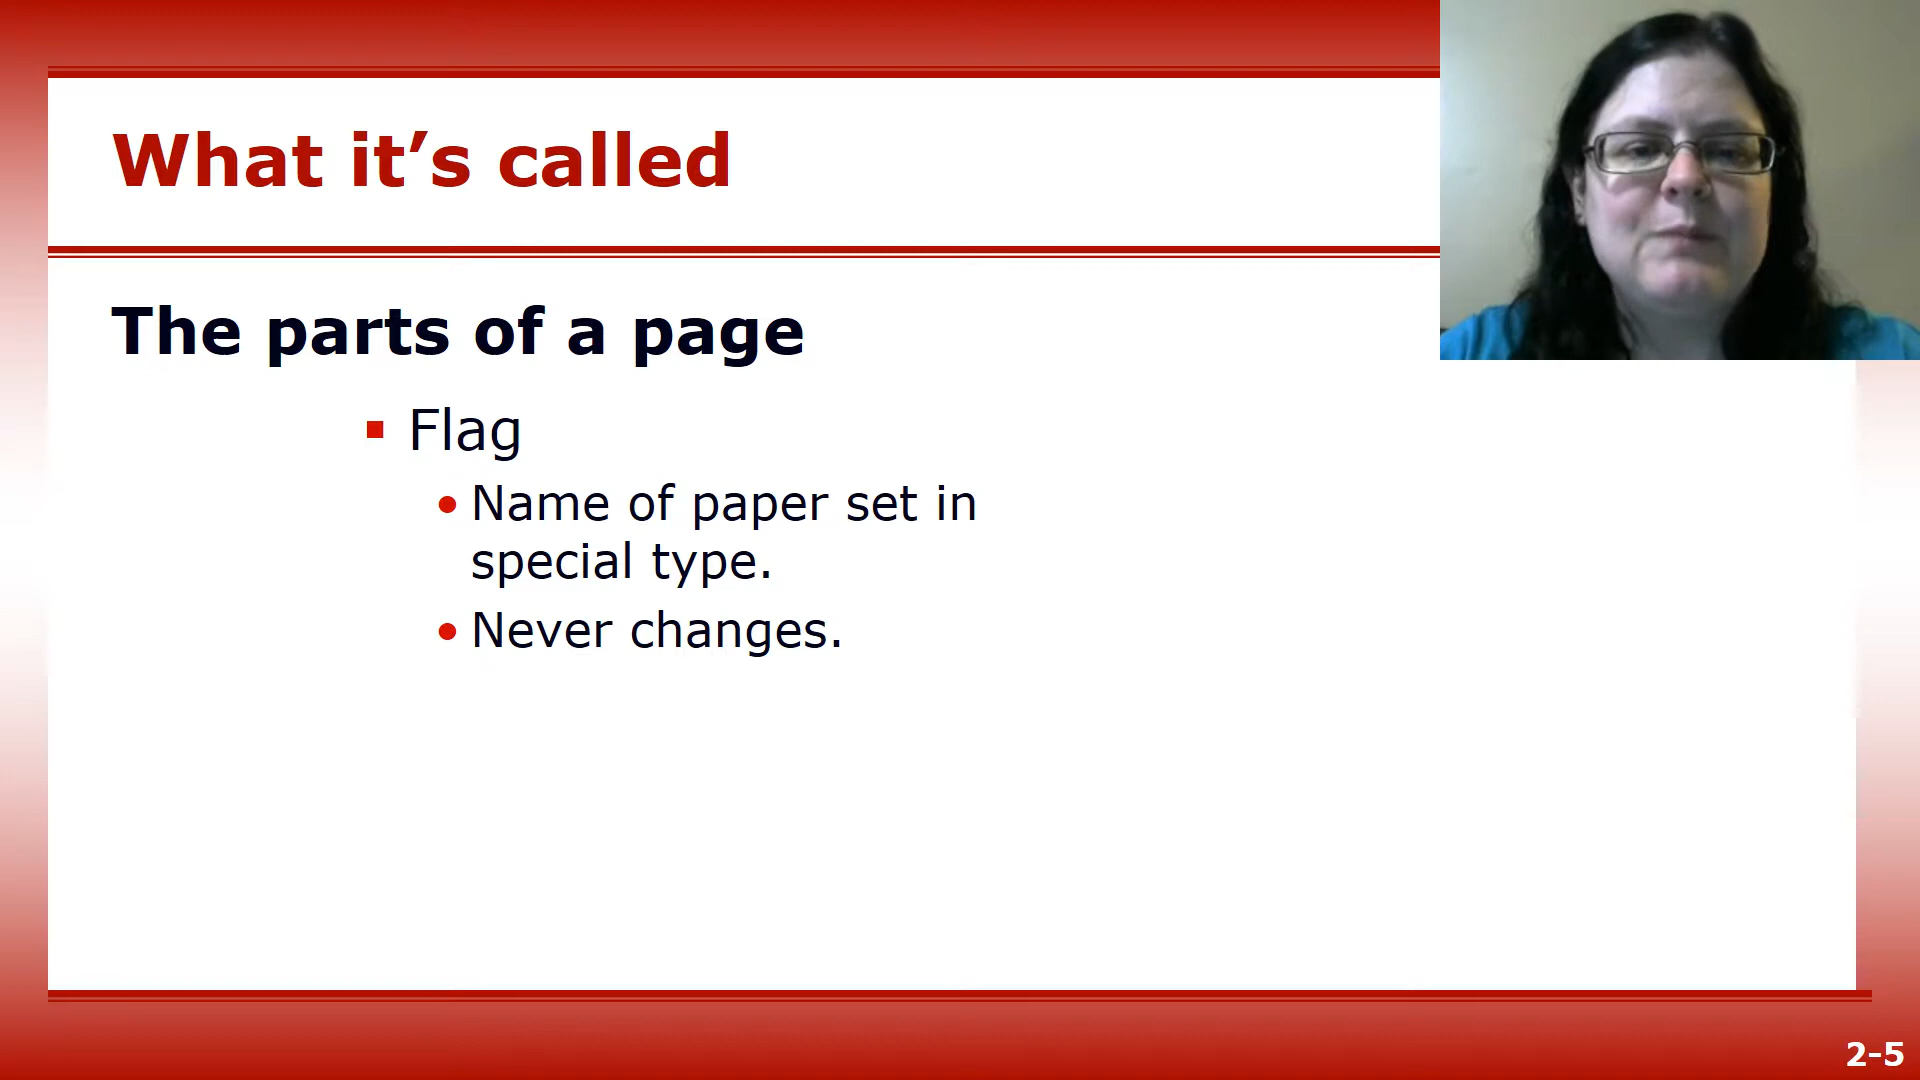 What it’s called
The parts of a page
Flag
Name of paper set in
special type.
Never changes.
2-5